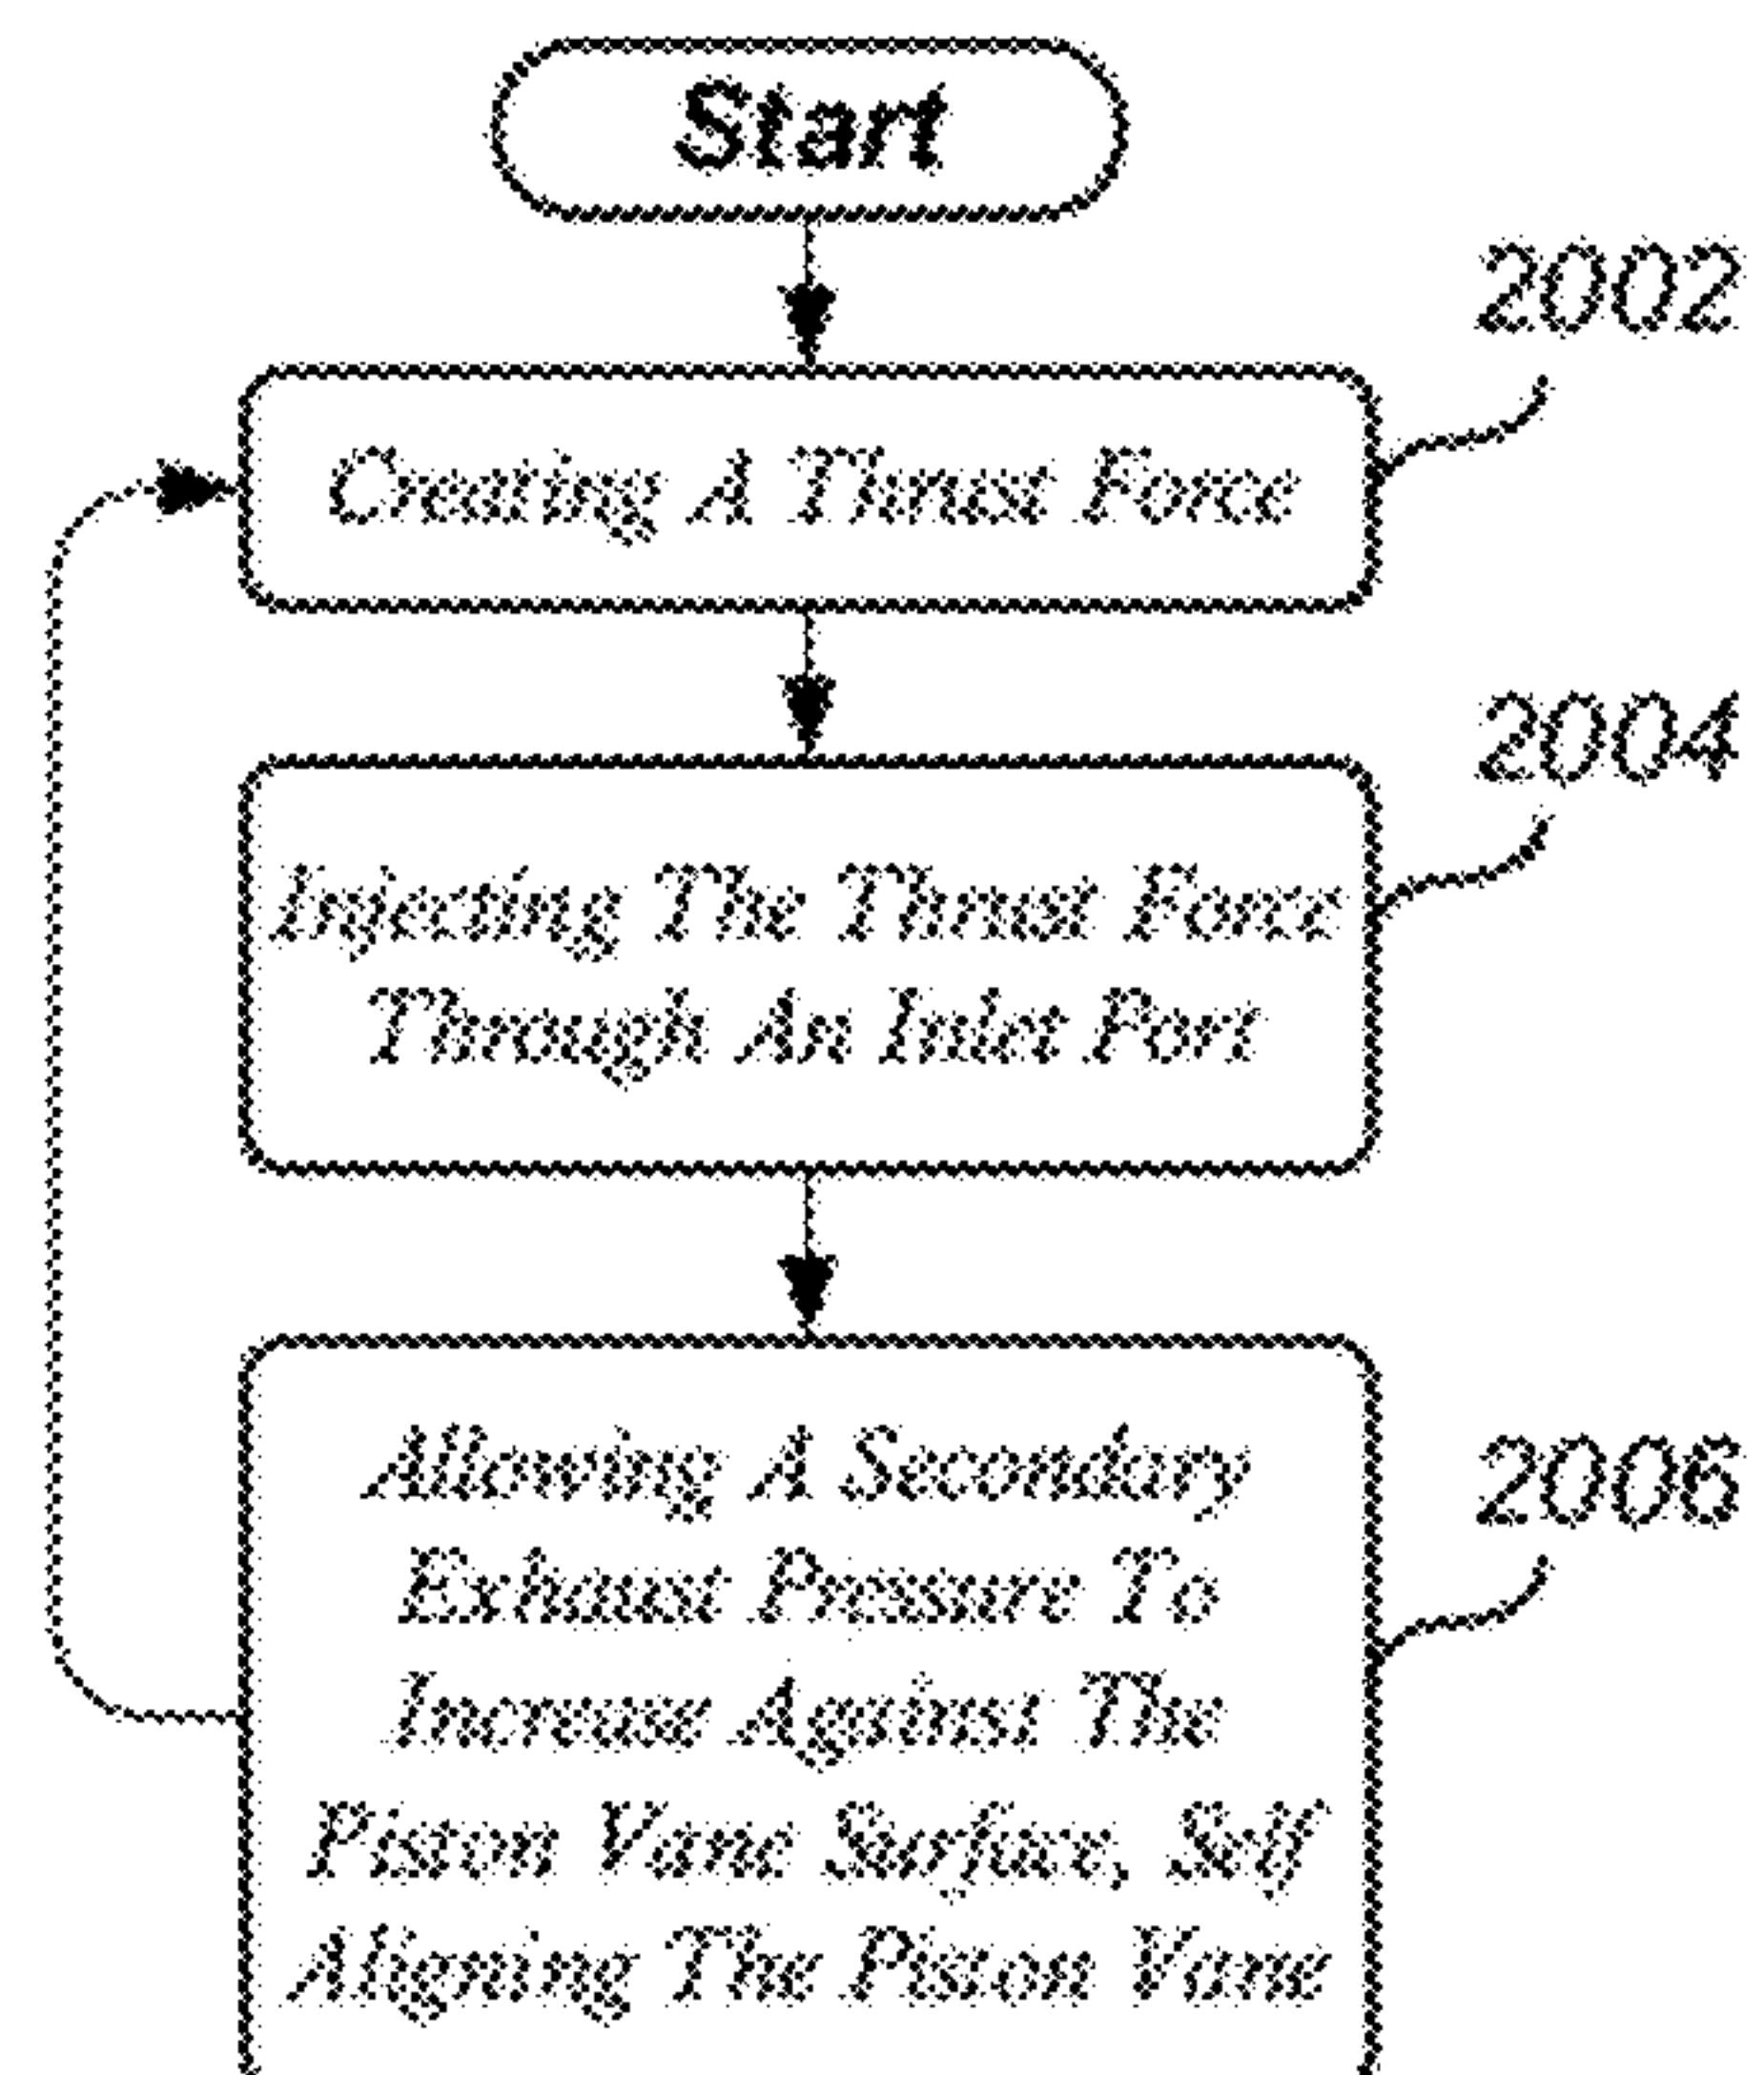 Start
2002
Creating A Thrust Force
2004
Injecting The Thrust Force
Through An Inlet Port
2006
Allowing A Secondary
Exhaust Pressure To
Increase Against The
Piston Vane Surface, Self
Aligning The Piston Vane